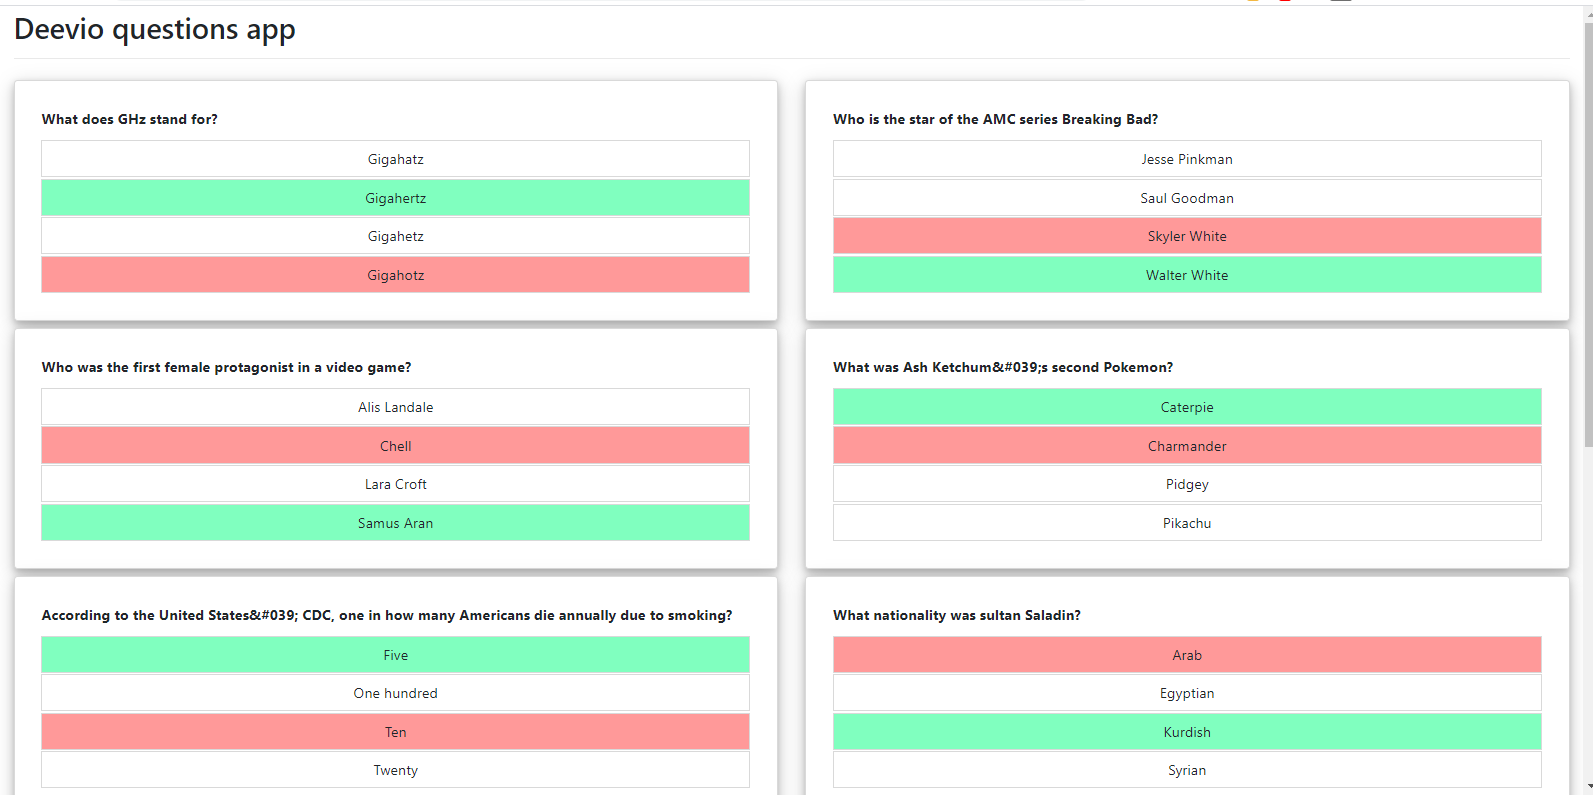 Deevio questions app
What does GHz stand for?
Gigahatz
Gigahertz
Gigahetz
Gigahotz
Who is the star of the AMC series Breaking Bad?
Jesse Pinkman
Saul Goodman
Skyler White
Walter White
Who was the first female protagonist in a video game?
Alis Landale
Chell
Lara Croft
Samus Aran
What was Ash Ketchum&#039;s second Pokemon?
Caterpie
Charmander
Pidgey
Pikachu
According to the United States&#039; CDC, one in how many Americans die annually due to smoking?
Five
One hundred
Ten
Twenty
What nationality was sultan Saladin?
Arab
Egyptian
Kurdish
Syrian